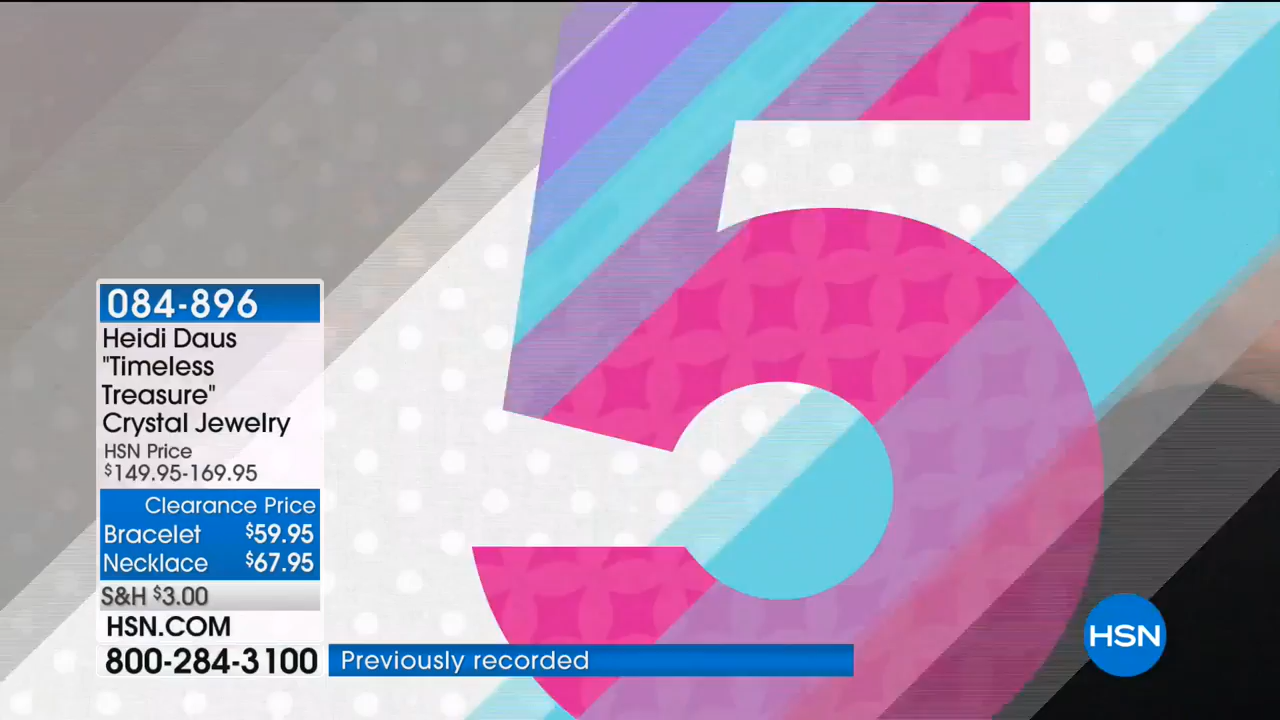 5
084-896
Heidi Daus
"Timeless
Treasure"
Crystal Jewelry
HSN Price
$149.95-169.95
Clearance Price
Bracelet $59.95
Necklace $67.95
S&H $3.00
HSN.COM
800-284-3100
Previously recorded
HSN